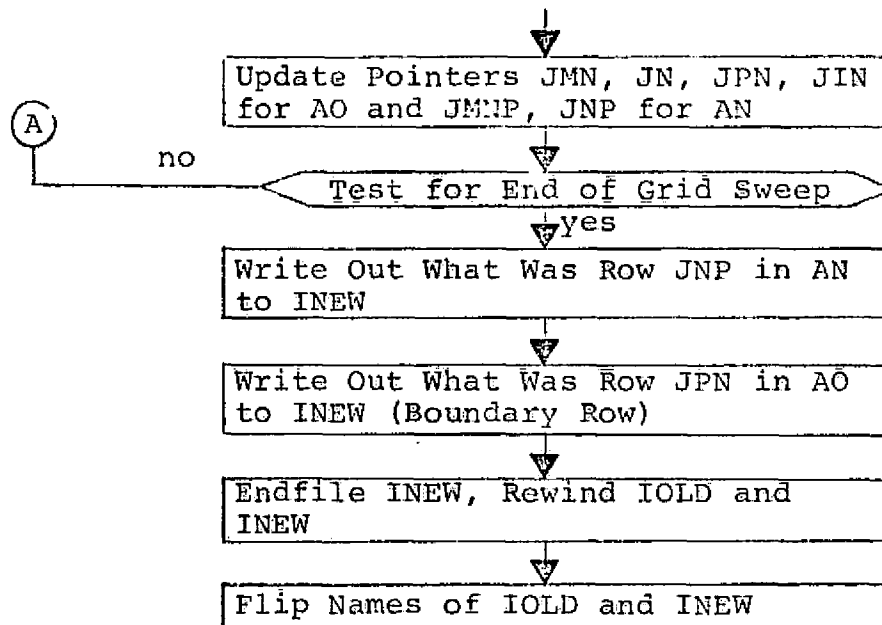 Update Pointers JMN, JN, JPN, JIN
for AO and JMNP, JNP for AN
A
no
Test for End of Grid Sweep
yes
Write Out What Was Row JNP in AN
to INEW
Write Out What Was Row JPN in AO
to INEW (Boundary Row)
Endfile INEW, Rewind IOLD and
INEW
Flip Names of IOLD and INEW